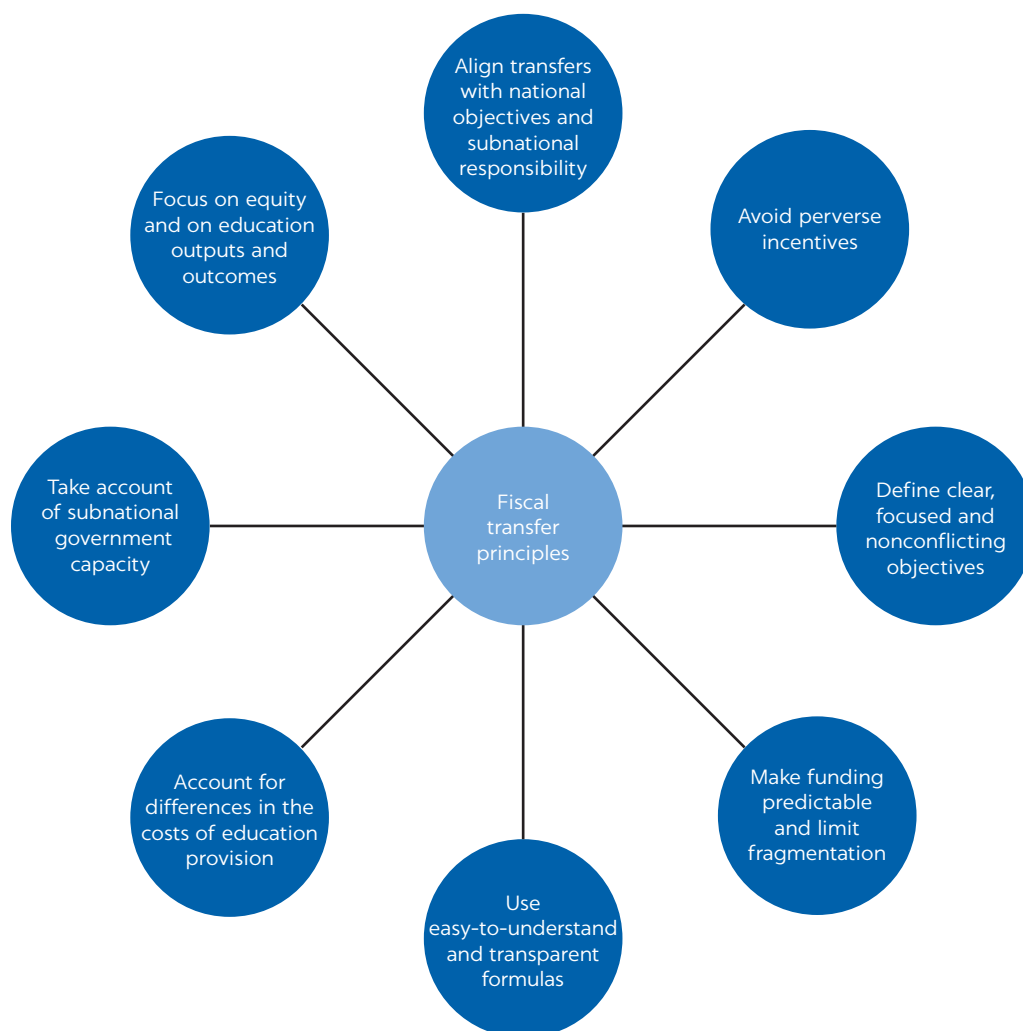 Align transfers
with national
objectives and
subnational
responsibility
Avoid perverse
incentives
Define clear,
focused and
nonconflicting
objectives
Make funding
predictable
and limit
fragmentation
Use
easy-to-understand
and transparent
formulas
Account for
differences in the
costs of education
provision
Take account
of subnational
government
capacity
Focus on equity
and on education
outputs and
outcomes
Fiscal
transfer
principles